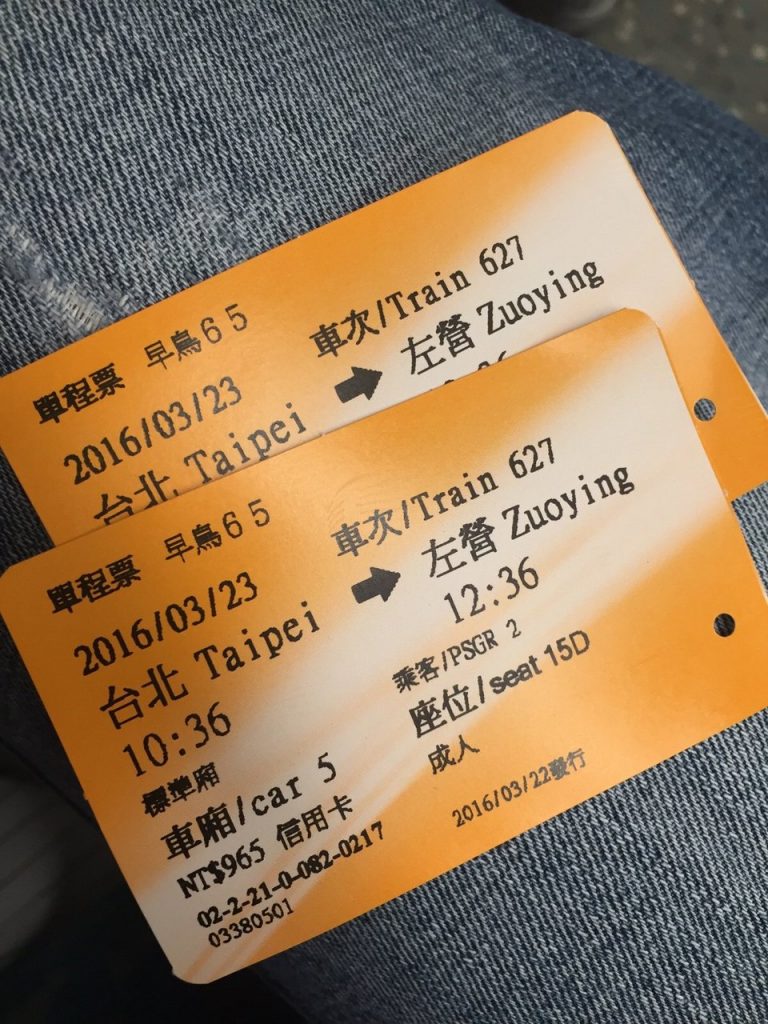 單程票 早鳥65
車次/Train 627
2016/03/23
台北 Taipei ➡ 左營 Zuoying
單程票 早鳥65
車次/Train 627
2016/03/23
台北 Taipei ➡ 左營 Zuoying
10:36 12:36
標準廂 乘客/PSGR 2
車廂/car 5 座位/seat 15D
NT$965 信用卡 成人
02-2-21-0-082-0217 2016/03/22發行
03380501